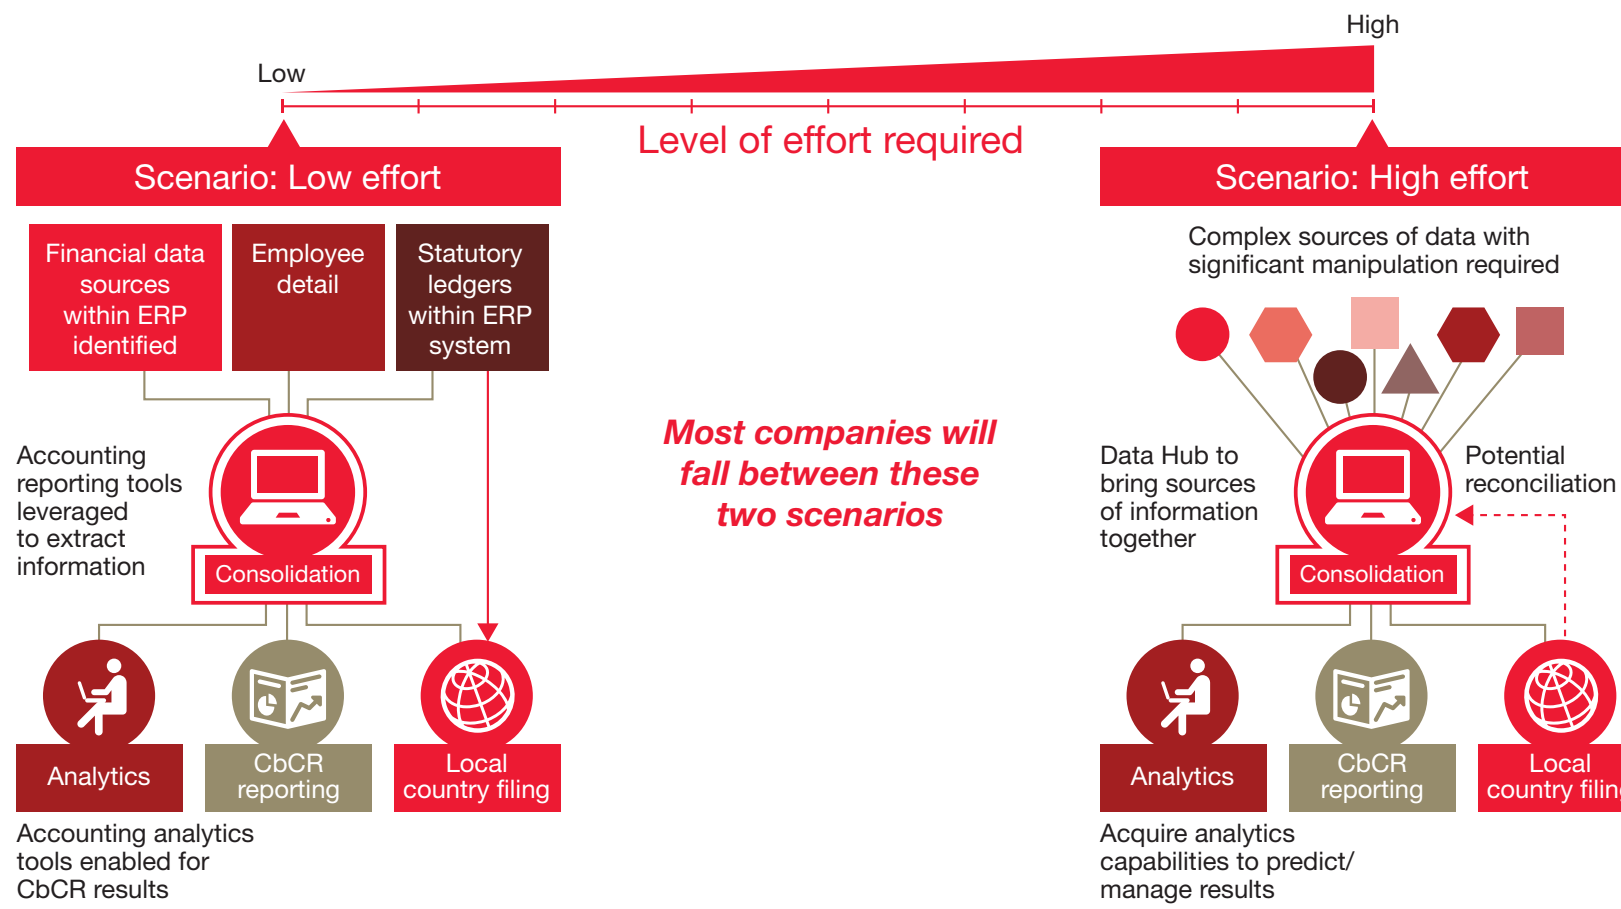 High
Low
Level of effort required
Scenario: Low effort
Financial data
sources
within ERP
identified
Employee
detail
Statutory
ledgers
within ERP
system
Accounting
reporting tools
leveraged
to extract
information
Consolidation
Analytics
CbCR
reporting
Local
country filing
Accounting analytics
tools enabled for
CbCR results
Most companies will
fall between these
two scenarios
Scenario: High effort
Complex sources of data with
significant manipulation required
Data Hub to
bring sources
of information
together
Potential
reconciliation
Consolidation
Analytics
CbCR
reporting
Local
country filing
Acquire analytics
capabilities to predict/
manage results